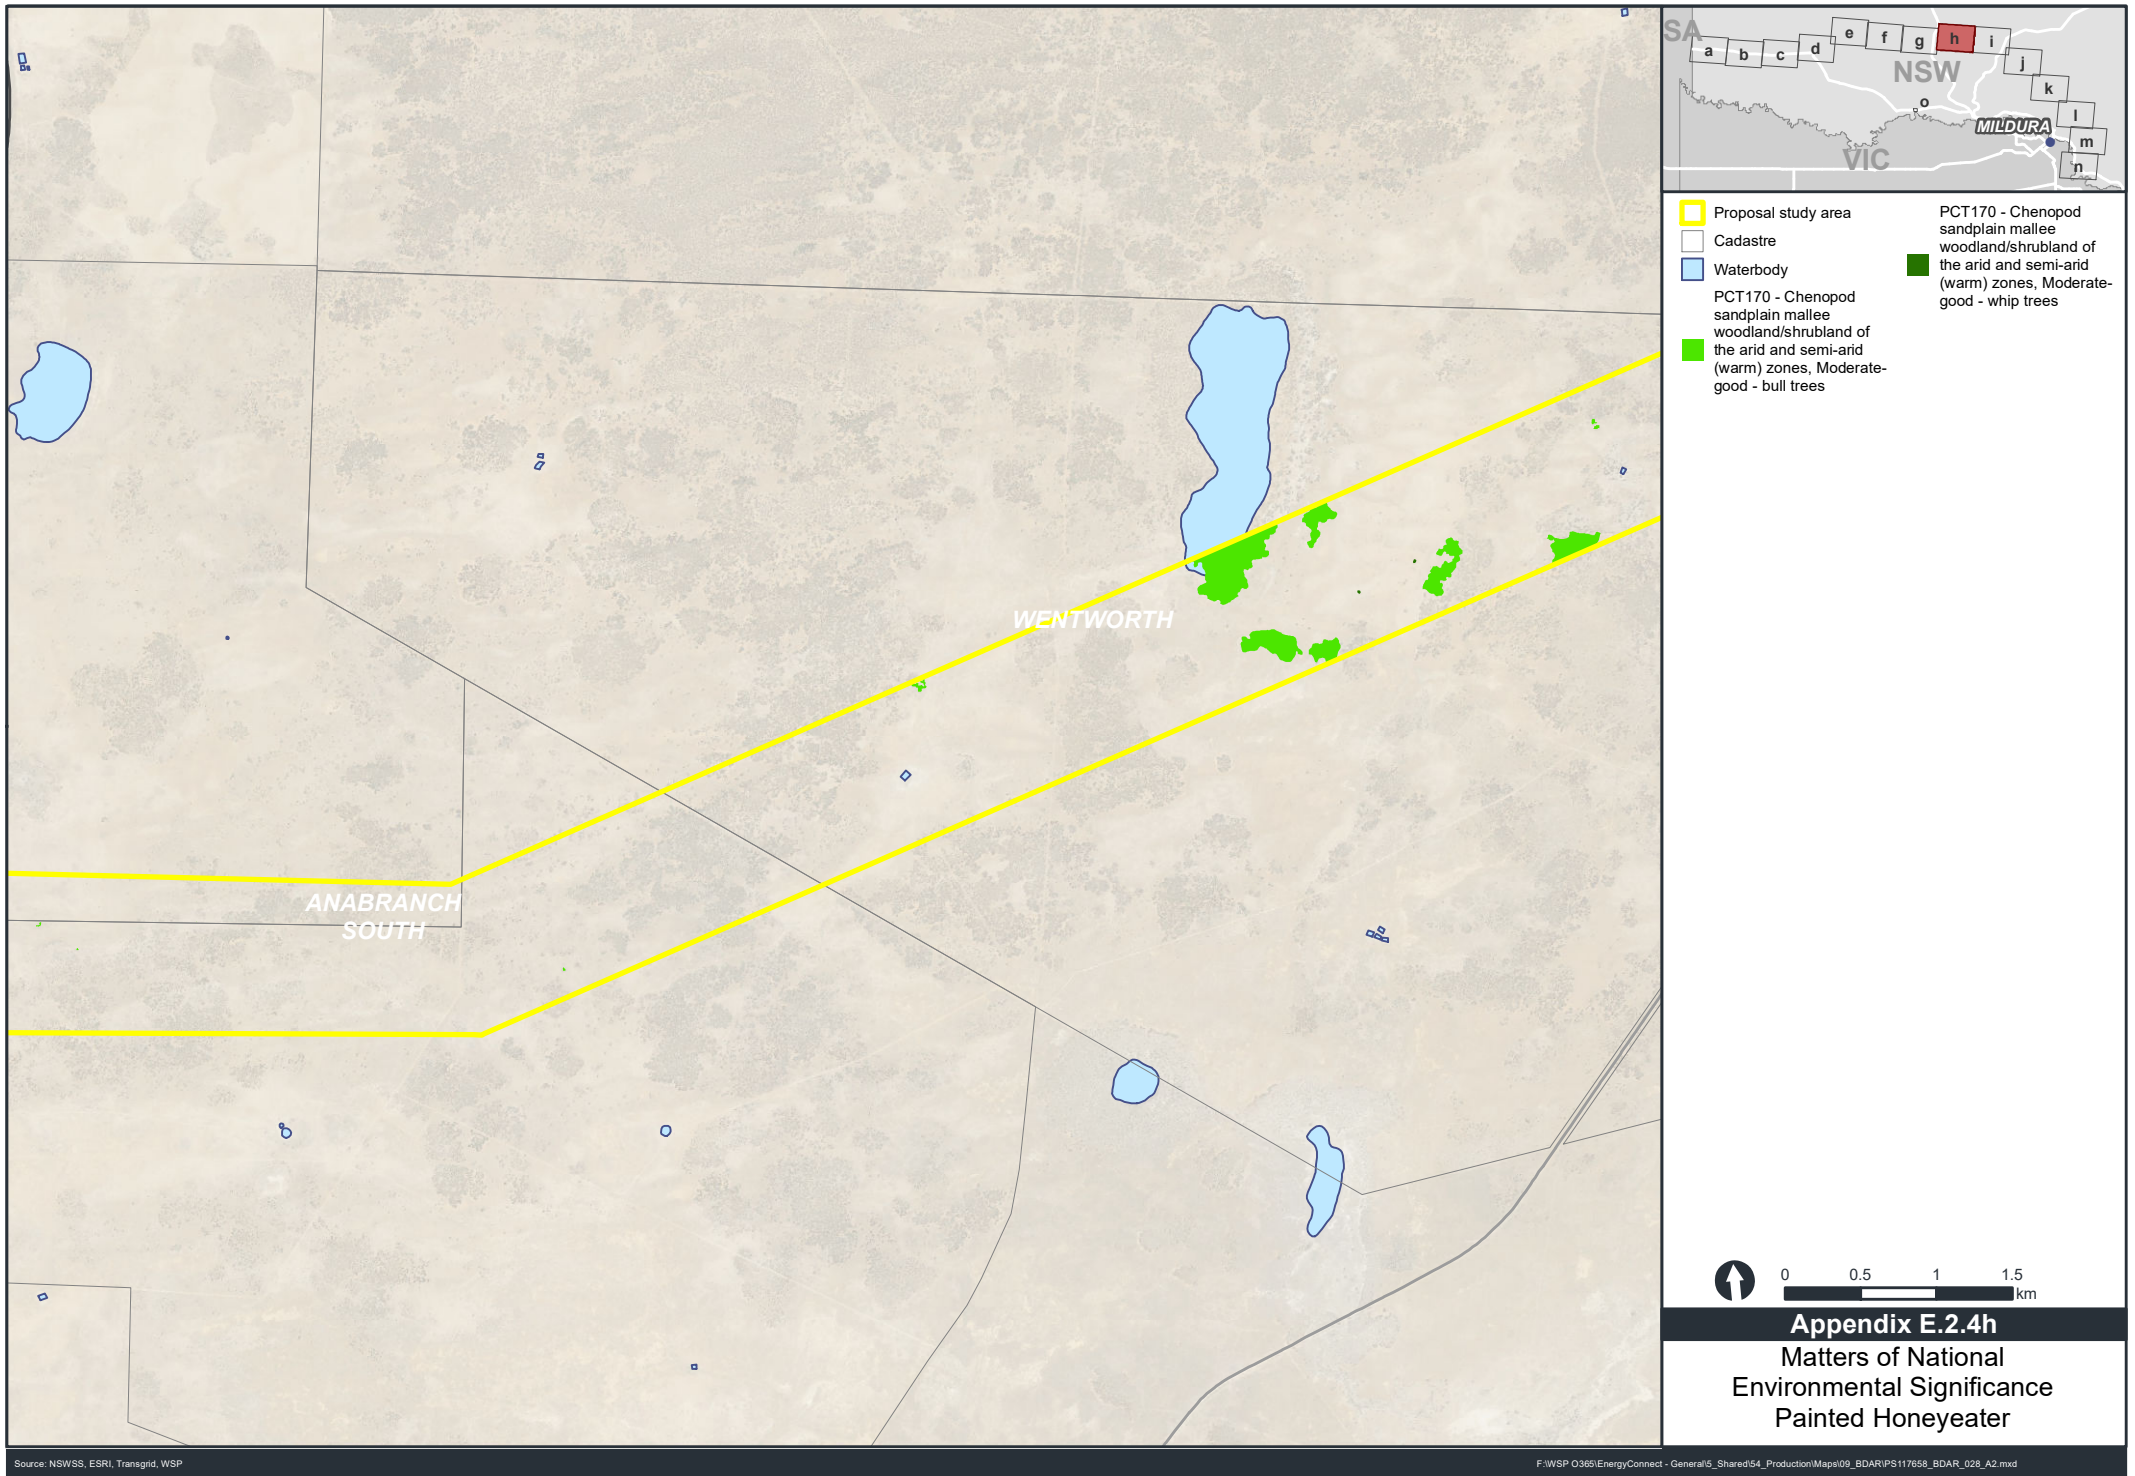 WENTWORTH
ANABRANCH
SOUTH
SA
a
b
c
d
e
f
g
h
i
j
k
l
m
n
o
NSW
MILDURA
VIC
Proposal study area
Cadastre
Waterbody
PCT170 - Chenopod
sandplain mallee
woodland/shrubland of
the arid and semi-arid
(warm) zones, Moderate-
good - bull trees
PCT170 - Chenopod
sandplain mallee
woodland/shrubland of
the arid and semi-arid
(warm) zones, Moderate-
good - whip trees
0 0.5 1 1.5
km
Appendix E.2.4h
Matters of National
Environmental Significance
Painted Honeyeater
Source: NSWSS, ESRI, Transgrid, WSP
F:\WSP O365\EnergyConnect - General\5_Shared\54_Production\Maps\09_BDAR\PS117658_BDAR_028_A2.mxd